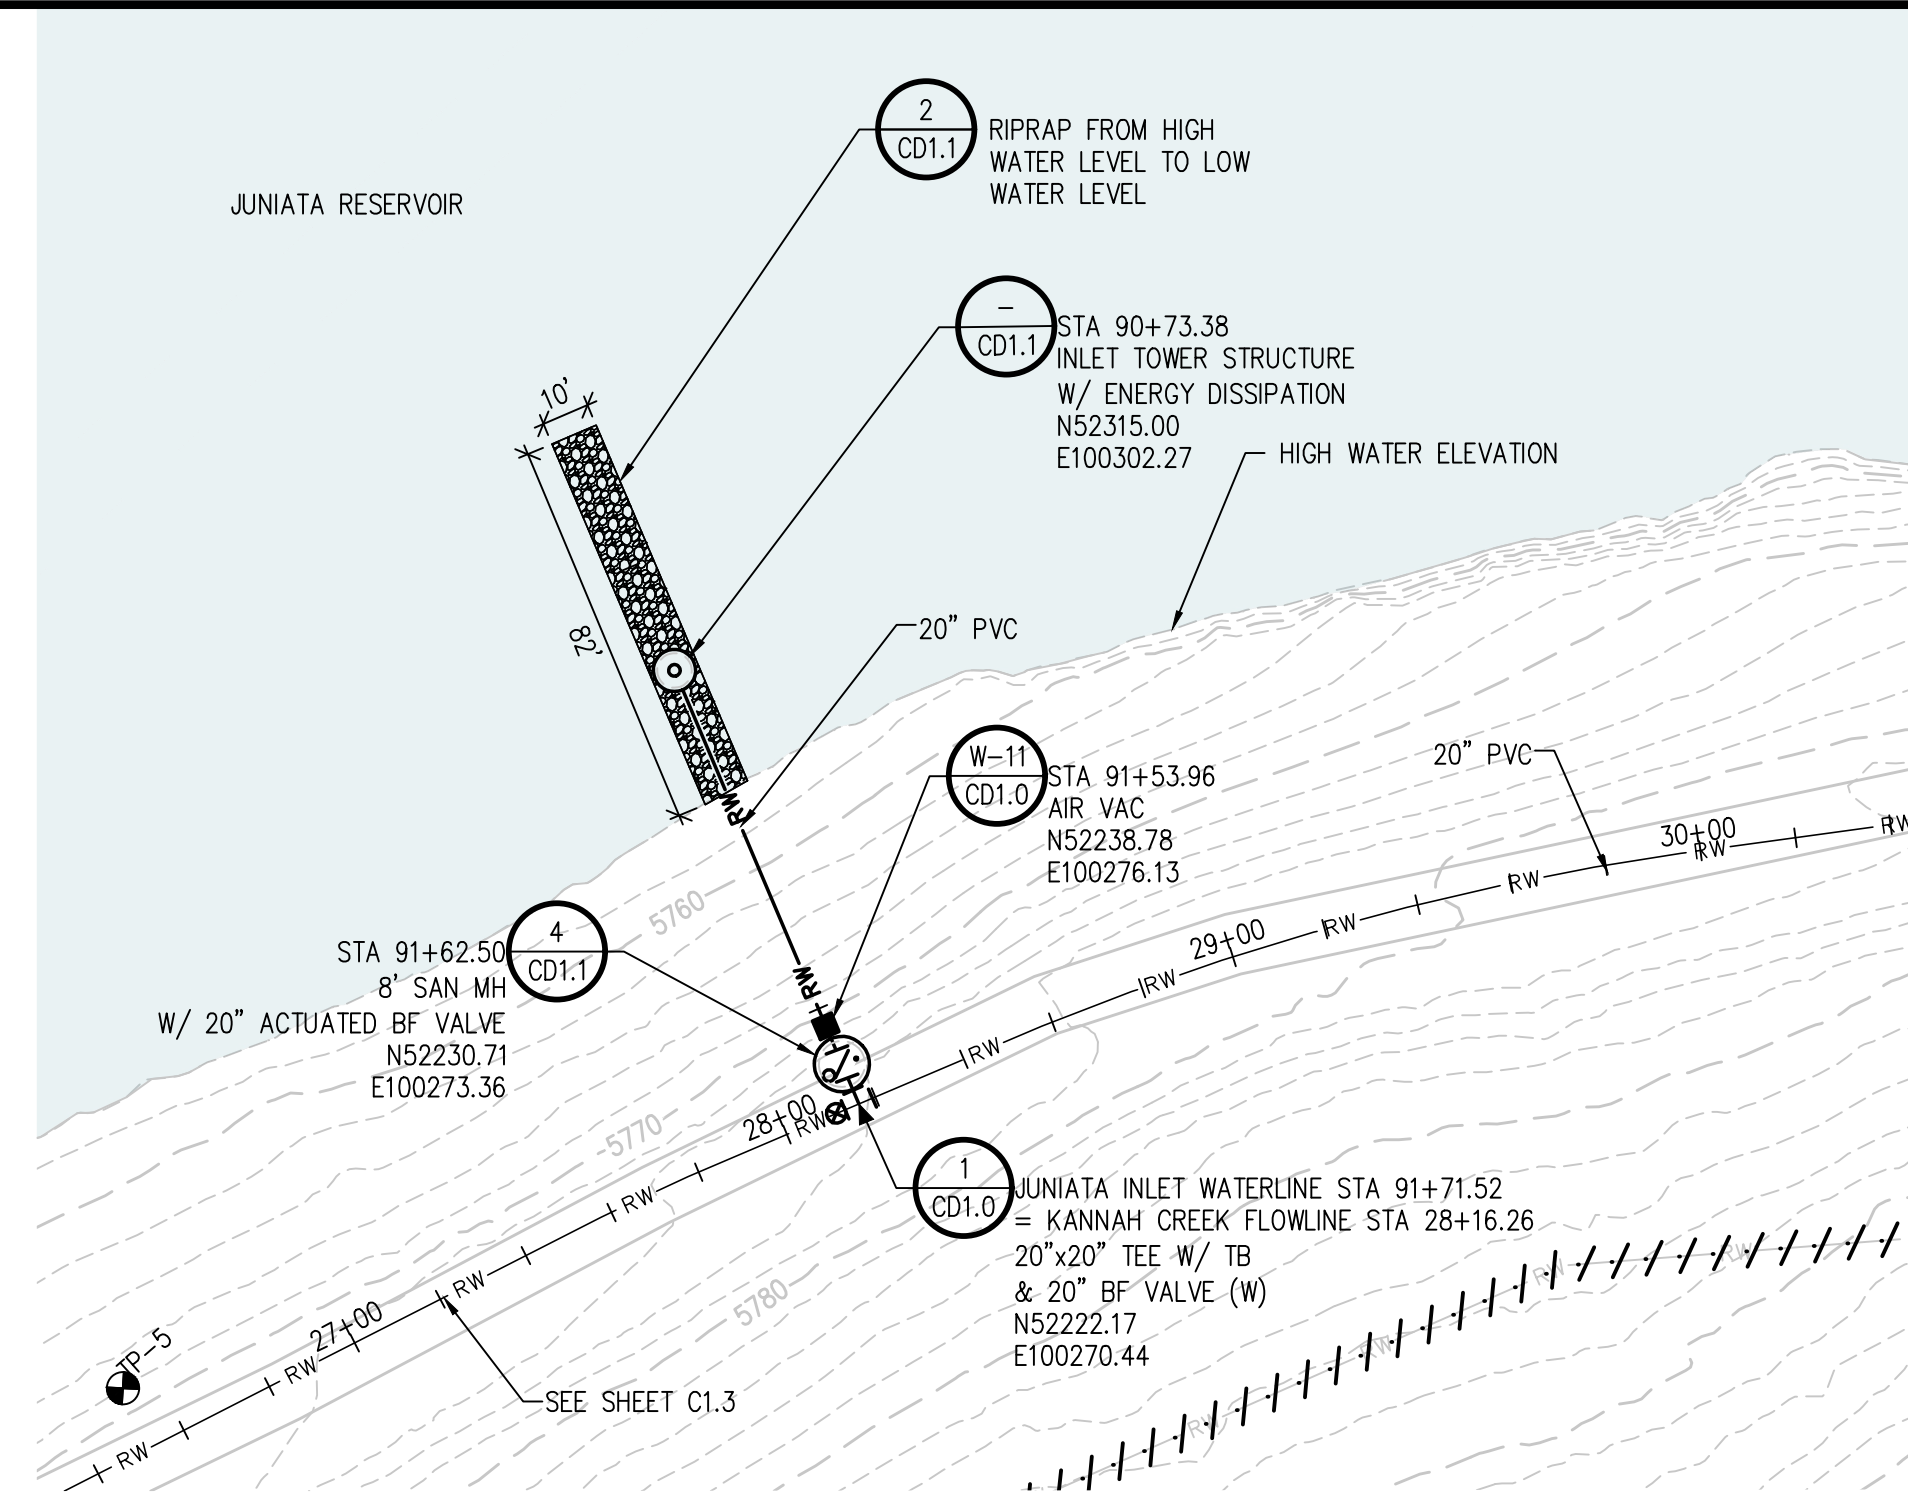 2
CD1.1
RIPRAP FROM HIGH
WATER LEVEL TO LOW
WATER LEVEL
JUNIATA RESERVOIR
-
CD1.1
STA 90+73.38
INLET TOWER STRUCTURE
W/ ENERGY DISSIPATION
N52315.00
E100302.27
10'
HIGH WATER ELEVATION
82'
20" PVC
W-11
CD1.0
STA 91+53.96
AIR VAC
N52238.78
E100276.13
20" PVC
RW
30+00
RW
RW
RW
5760
4
CD1.1
STA 91+62.50
8' SAN MH
W/ 20" ACTUATED BF VALVE
N52230.71
E100273.36
29+00
RW
RW
RW
RW
5770
28+00
RW
1
CD1.0
JUNIATA INLET WATERLINE STA 91+71.52
= KANNAH CREEK FLOWLINE STA 28+16.26
20"x20" TEE W/ TB
& 20" BF VALVE (W)
N52222.17
E100270.44
RW
RW
5780
27+00
RW
RW
TP-5
SEE SHEET C1.3
RW
RW
RW
RW